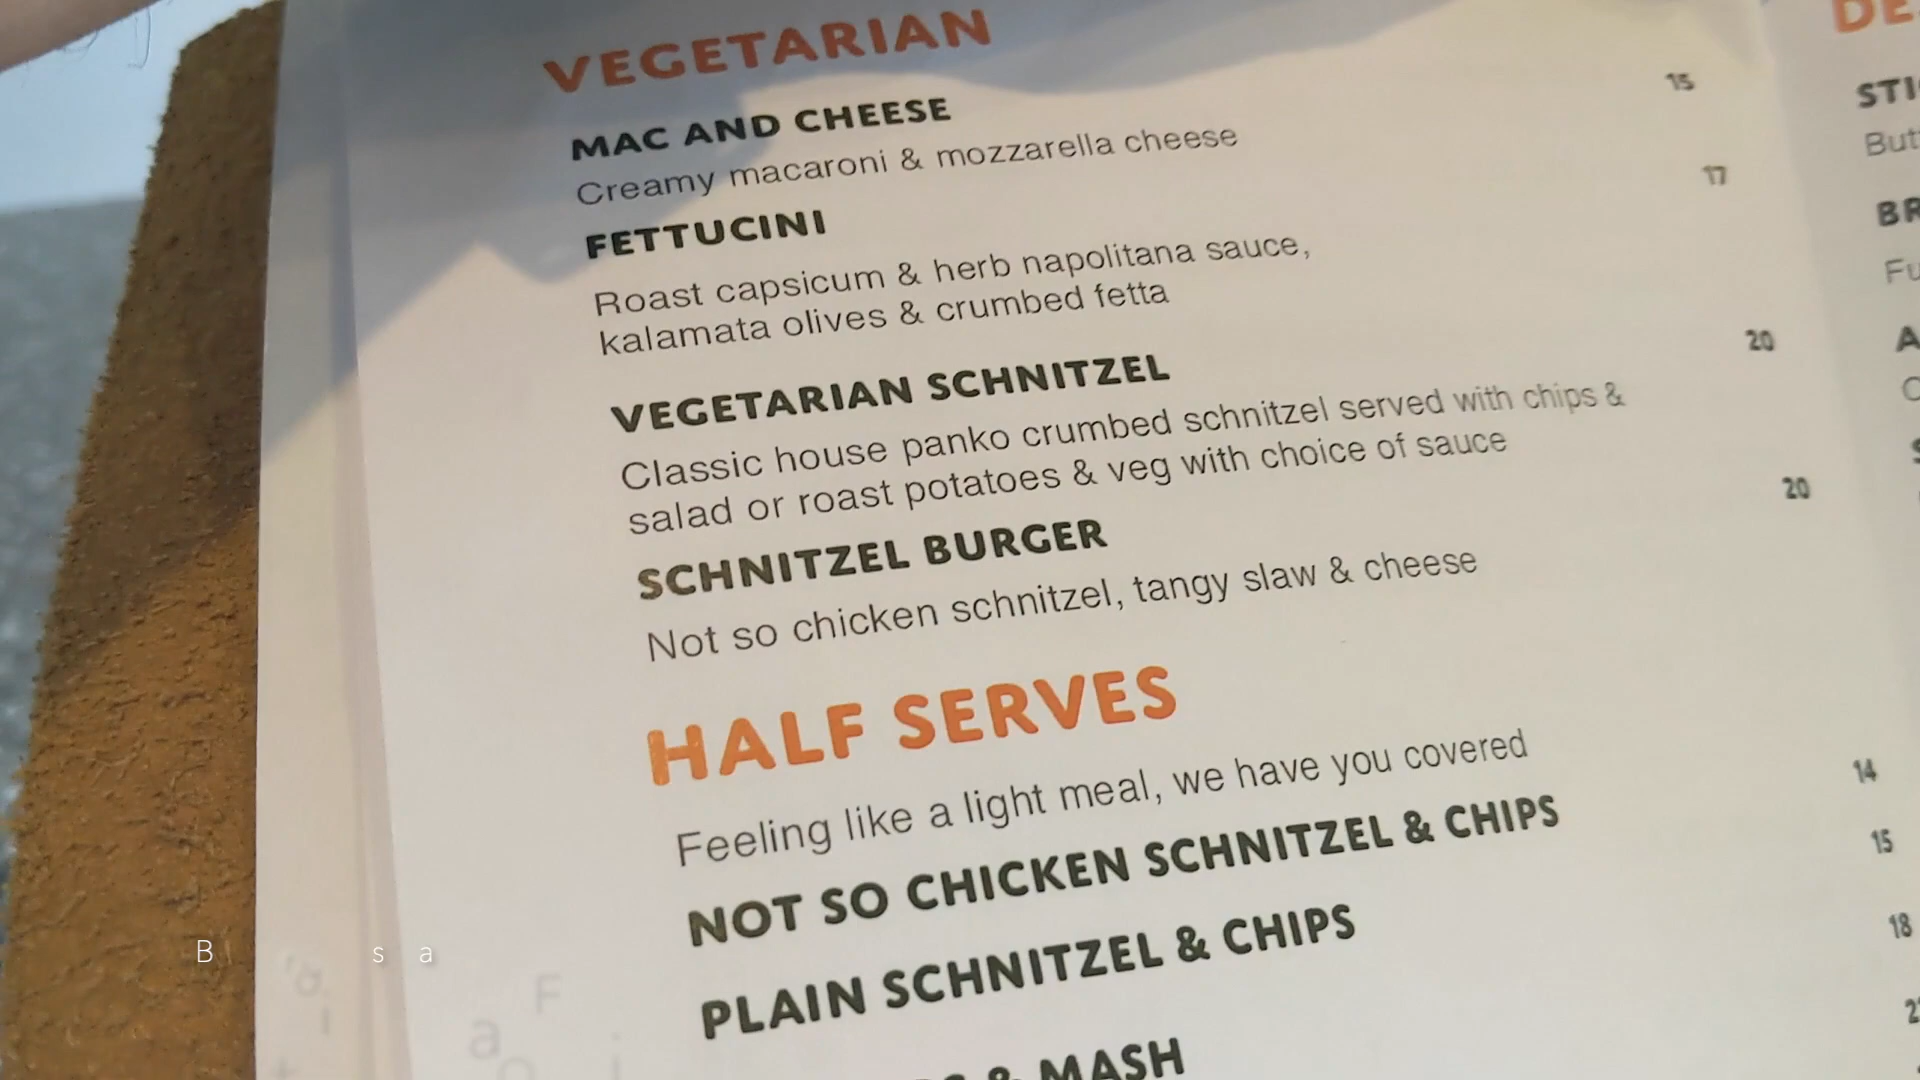 VEGETARIAN
MAC AND CHEESE 15
Creamy macaroni & mozzarella cheese
FETTUCINI 17
Roast capsicum & herb napolitana sauce,
kalamata olives & crumbed fetta
VEGETARIAN SCHNITZEL 20
Classic house panko crumbed schnitzel served with chips &
salad or roast potatoes & veg with choice of sauce
SCHNITZEL BURGER 20
Not so chicken schnitzel, tangy slaw & cheese
HALF SERVES
Feeling like a light meal, we have you covered
NOT SO CHICKEN SCHNITZEL & CHIPS 14
PLAIN SCHNITZEL & CHIPS 15
& MASH 18